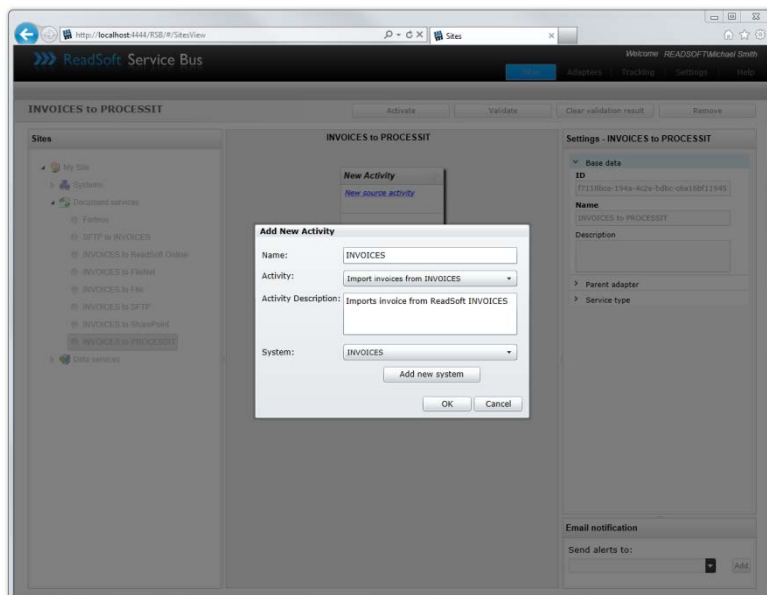 http://localhost:4444/RSB/#/SitesView
Sites
ReadSoft Service Bus
Welcome READSOFT\Michael Smith
Sites Adapters Tracking Settings Help
INVOICES to PROCESSIT
Activate Validate Clear validation result Remove
Sites
My Site
Systems
Document services
Fartnus
SFTP to INVOICES
INVOICES to ReadSoft Online
INVOICES to FileNet
INVOICES to File
INVOICES to SFTP
INVOICES to SharePoint
INVOICES to PROCESSIT
Data services
INVOICES to PROCESSIT
New Activity
New source activity
Add New Activity
Name: INVOICES
Activity: Import invoices from INVOICES
Activity Description: Imports invoice from ReadSoft INVOICES
System: INVOICES
Add new system
OK Cancel
Settings - INVOICES to PROCESSIT
Base data
ID
Name
INVOICES to PROCESSIT
Description
Parent adapter
Service type
Email notification
Send alerts to:
Add